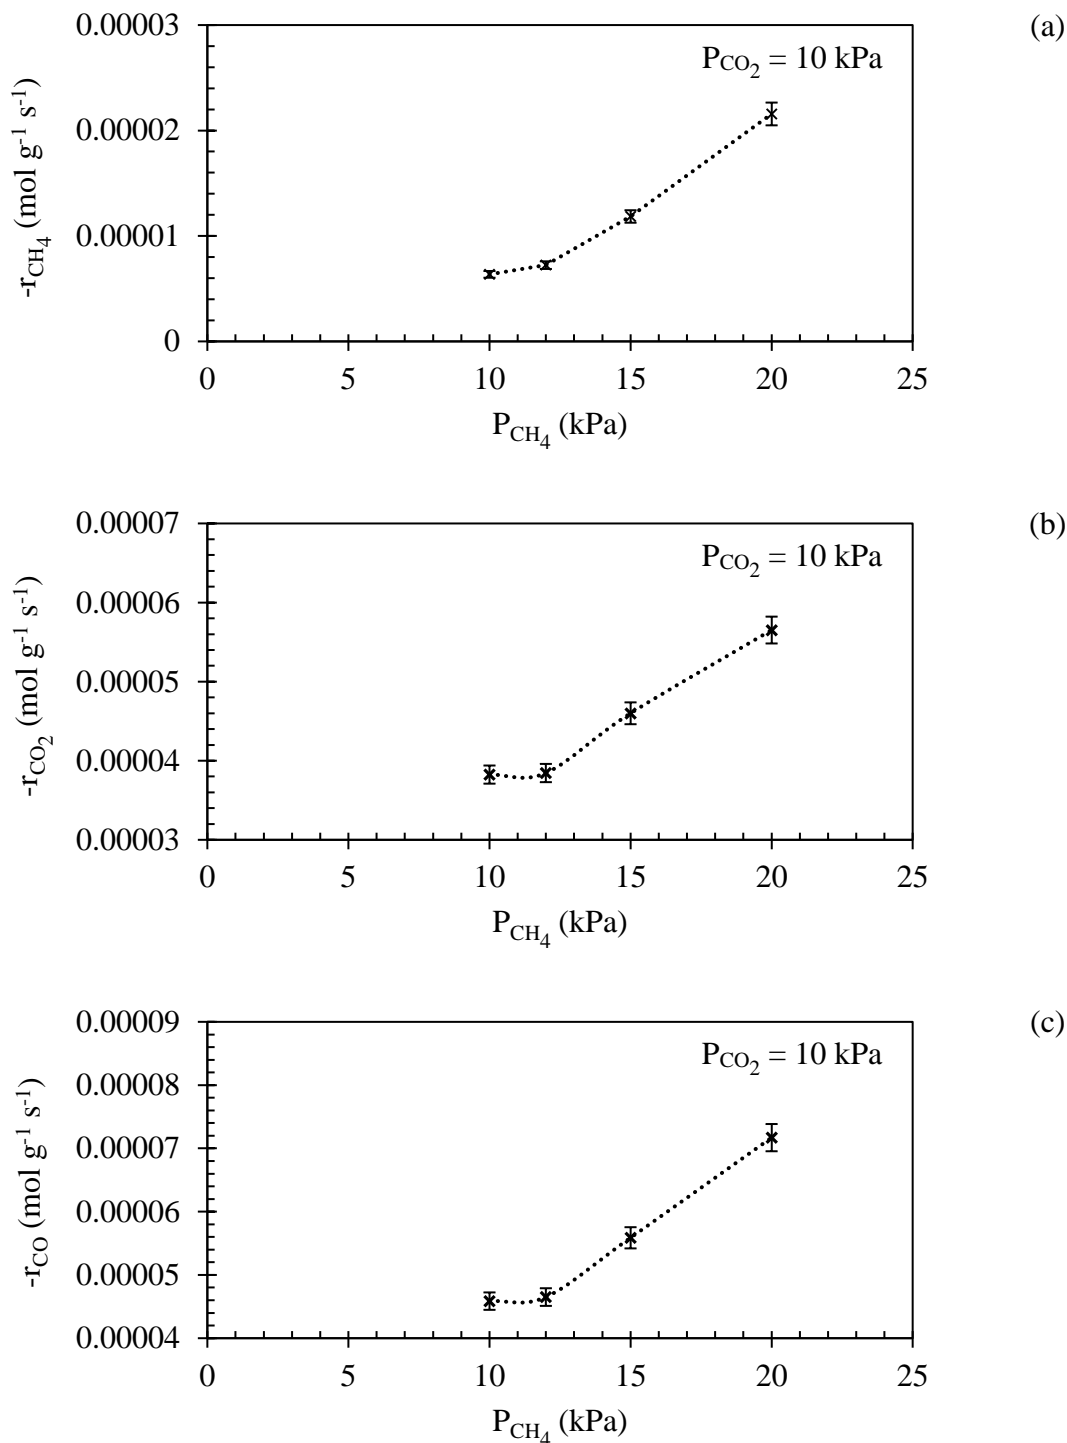 (a)
P_CO2 = 10 kPa
-r_CH4 (mol g^-1 s^-1)
0.00003
0.00002
0.00001
0
0 5 10 15 20 25
P_CH4 (kPa)
(b)
P_CO2 = 10 kPa
-r_CO2 (mol g^-1 s^-1)
0.00007
0.00006
0.00005
0.00004
0.00003
0 5 10 15 20 25
P_CH4 (kPa)
(c)
P_CO2 = 10 kPa
-r_CO (mol g^-1 s^-1)
0.00009
0.00008
0.00007
0.00006
0.00005
0.00004
0 5 10 15 20 25
P_CH4 (kPa)